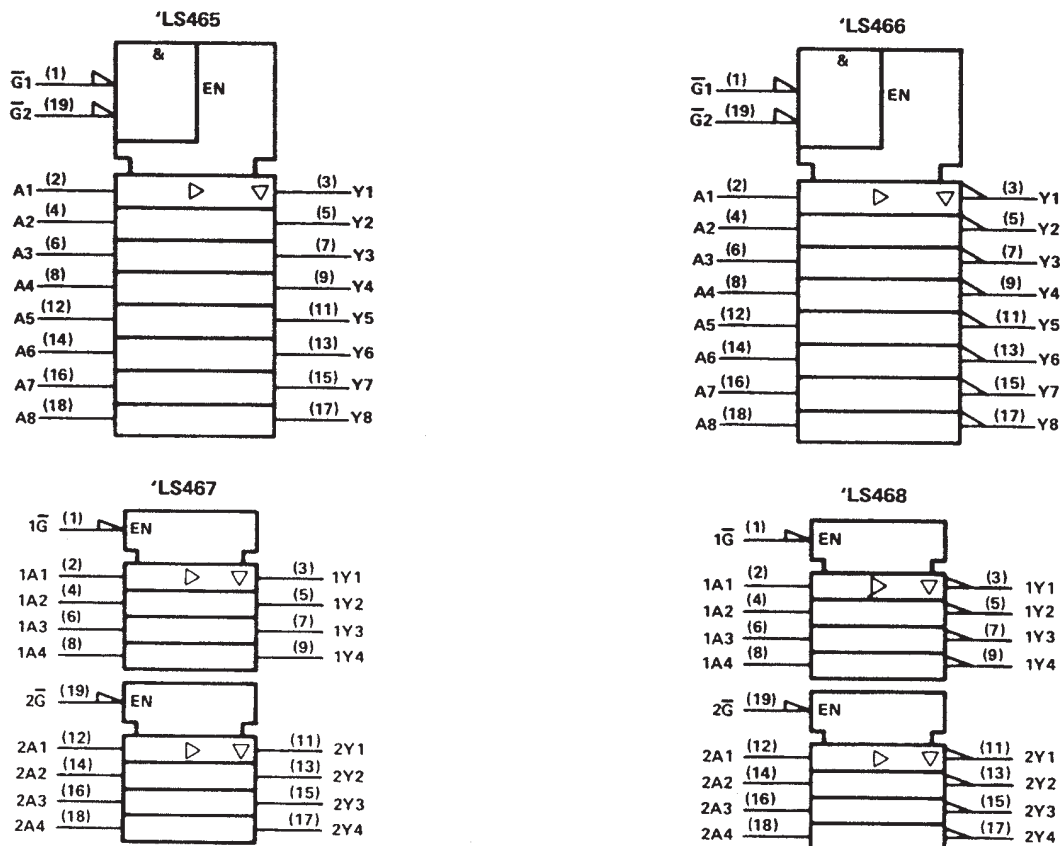 'LS465
&
EN
G̅1 (1)
G̅2 (19)
A1 (2) (3) Y1
A2 (4) (5) Y2
A3 (6) (7) Y3
A4 (8) (9) Y4
A5 (12) (11) Y5
A6 (14) (13) Y6
A7 (16) (15) Y7
A8 (18) (17) Y8
'LS466
&
EN
G̅1 (1)
G̅2 (19)
A1 (2) (3) Y1
A2 (4) (5) Y2
A3 (6) (7) Y3
A4 (8) (9) Y4
A5 (12) (11) Y5
A6 (14) (13) Y6
A7 (16) (15) Y7
A8 (18) (17) Y8
'LS467
1G̅ (1) EN
1A1 (2) (3) 1Y1
1A2 (4) (5) 1Y2
1A3 (6) (7) 1Y3
1A4 (8) (9) 1Y4
2G̅ (19) EN
2A1 (12) (11) 2Y1
2A2 (14) (13) 2Y2
2A3 (16) (15) 2Y3
2A4 (18) (17) 2Y4
'LS468
1G̅ (1) EN
1A1 (2) (3) 1Y1
1A2 (4) (5) 1Y2
1A3 (6) (7) 1Y3
1A4 (8) (9) 1Y4
2G̅ (19) EN
2A1 (12) (11) 2Y1
2A2 (14) (13) 2Y2
2A3 (16) (15) 2Y3
2A4 (18) (17) 2Y4